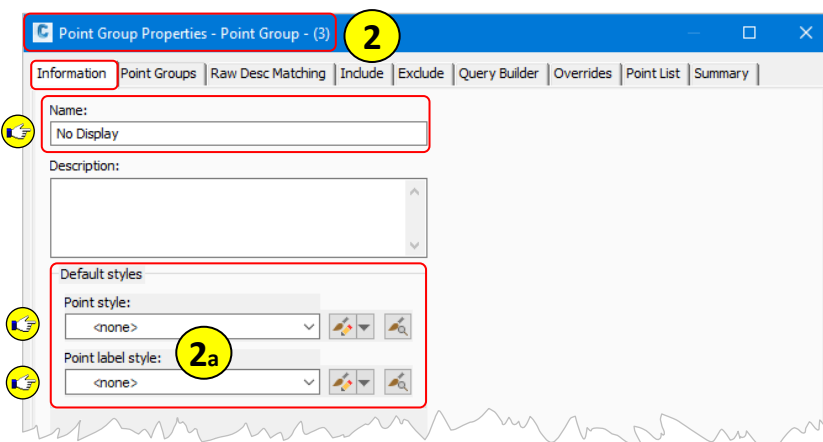 C Point Group Properties - Point Group - (3) 2
Information Point Groups Raw Desc Matching Include Exclude Query Builder Overrides Point List Summary
Name:
No Display
Description:
Default styles
Point style:
<none>
Point label style:
2a
<none>